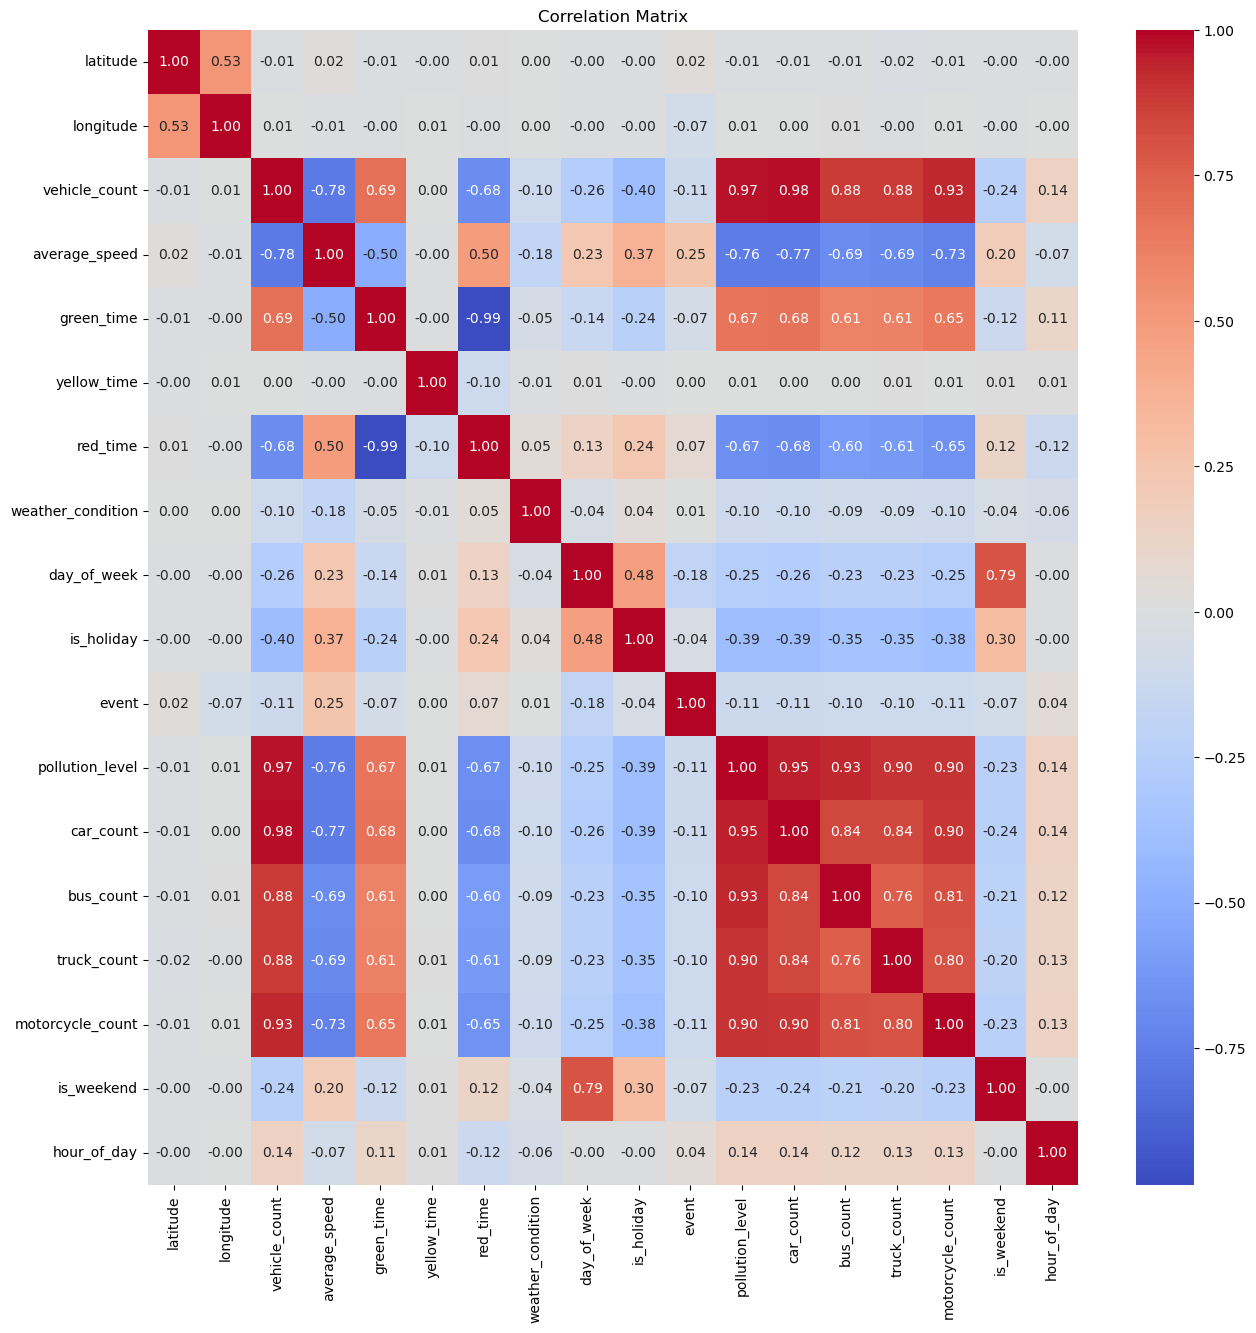 Correlation Matrix
latitude 1.00 0.53 -0.01 0.02 -0.01 -0.00 0.01 0.00 -0.00 -0.00 0.02 -0.01 -0.01 -0.01 -0.02 -0.01 -0.00 -0.00
longitude 0.53 1.00 0.01 -0.01 -0.00 0.01 -0.00 0.00 -0.00 -0.00 -0.07 0.01 0.00 0.01 -0.00 0.01 -0.00 -0.00
vehicle_count -0.01 0.01 1.00 -0.78 0.69 0.00 -0.68 -0.10 -0.26 -0.40 -0.11 0.97 0.98 0.88 0.88 0.93 -0.24 0.14
average_speed 0.02 -0.01 -0.78 1.00 -0.50 -0.00 0.50 -0.18 0.23 0.37 0.25 -0.76 -0.77 -0.69 -0.69 -0.73 0.20 -0.07
green_time -0.01 -0.00 0.69 -0.50 1.00 -0.00 -0.99 -0.05 -0.14 -0.24 -0.07 0.67 0.68 0.61 0.61 0.65 -0.12 0.11
yellow_time -0.00 0.01 0.00 -0.00 -0.00 1.00 -0.10 -0.01 0.01 -0.00 0.00 0.01 0.00 0.00 0.01 0.01 0.01 0.01
red_time 0.01 -0.00 -0.68 0.50 -0.99 -0.10 1.00 0.05 0.13 0.24 0.07 -0.67 -0.68 -0.60 -0.61 -0.65 0.12 -0.12
weather_condition 0.00 0.00 -0.10 -0.18 -0.05 -0.01 0.05 1.00 -0.04 0.04 0.01 -0.10 -0.10 -0.09 -0.09 -0.10 -0.04 -0.06
day_of_week -0.00 -0.00 -0.26 0.23 -0.14 0.01 0.13 -0.04 1.00 0.48 -0.18 -0.25 -0.26 -0.23 -0.23 -0.25 0.79 -0.00
is_holiday -0.00 -0.00 -0.40 0.37 -0.24 -0.00 0.24 0.04 0.48 1.00 -0.04 -0.39 -0.39 -0.35 -0.35 -0.38 0.30 -0.00
event 0.02 -0.07 -0.11 0.25 -0.07 0.00 0.07 0.01 -0.18 -0.04 1.00 -0.11 -0.11 -0.10 -0.10 -0.11 -0.07 0.04
pollution_level -0.01 0.01 0.97 -0.76 0.67 0.01 -0.67 -0.10 -0.25 -0.39 -0.11 1.00 0.95 0.93 0.90 0.90 -0.23 0.14
car_count -0.01 0.00 0.98 -0.77 0.68 0.00 -0.68 -0.10 -0.26 -0.39 -0.11 0.95 1.00 0.84 0.84 0.90 -0.24 0.14
bus_count -0.01 0.01 0.88 -0.69 0.61 0.00 -0.60 -0.09 -0.23 -0.35 -0.10 0.93 0.84 1.00 0.76 0.81 -0.21 0.12
truck_count -0.02 -0.00 0.88 -0.69 0.61 0.01 -0.61 -0.09 -0.23 -0.35 -0.10 0.90 0.84 0.76 1.00 0.80 -0.20 0.13
motorcycle_count -0.01 0.01 0.93 -0.73 0.65 0.01 -0.65 -0.10 -0.25 -0.38 -0.11 0.90 0.90 0.81 0.80 1.00 -0.23 0.13
is_weekend -0.00 -0.00 -0.24 0.20 -0.12 0.01 0.12 -0.04 0.79 0.30 -0.07 -0.23 -0.24 -0.21 -0.20 -0.23 1.00 -0.00
hour_of_day -0.00 -0.00 0.14 -0.07 0.11 0.01 -0.12 -0.06 -0.00 -0.00 0.04 0.14 0.14 0.12 0.13 0.13 -0.00 1.00
latitude
longitude
vehicle_count
average_speed
green_time
yellow_time
red_time
weather_condition
day_of_week
is_holiday
event
pollution_level
car_count
bus_count
truck_count
motorcycle_count
is_weekend
hour_of_day
1.00
0.75
0.50
0.25
0.00
−0.25
−0.50
−0.75